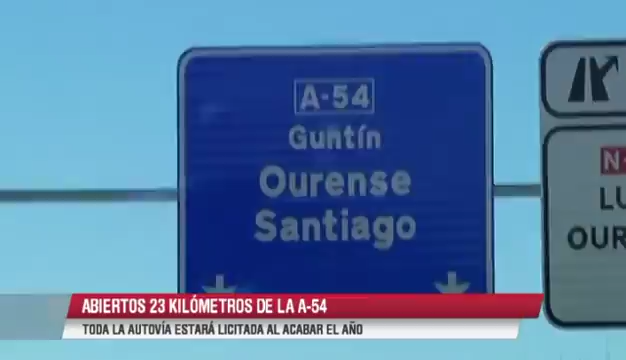 A-54
Guntín
Ourense
Santiago
N-
LU
OUR
ABIERTOS 23 KILÓMETROS DE LA A-54
TODA LA AUTOVÍA ESTARÁ LICITADA AL ACABAR EL AÑO